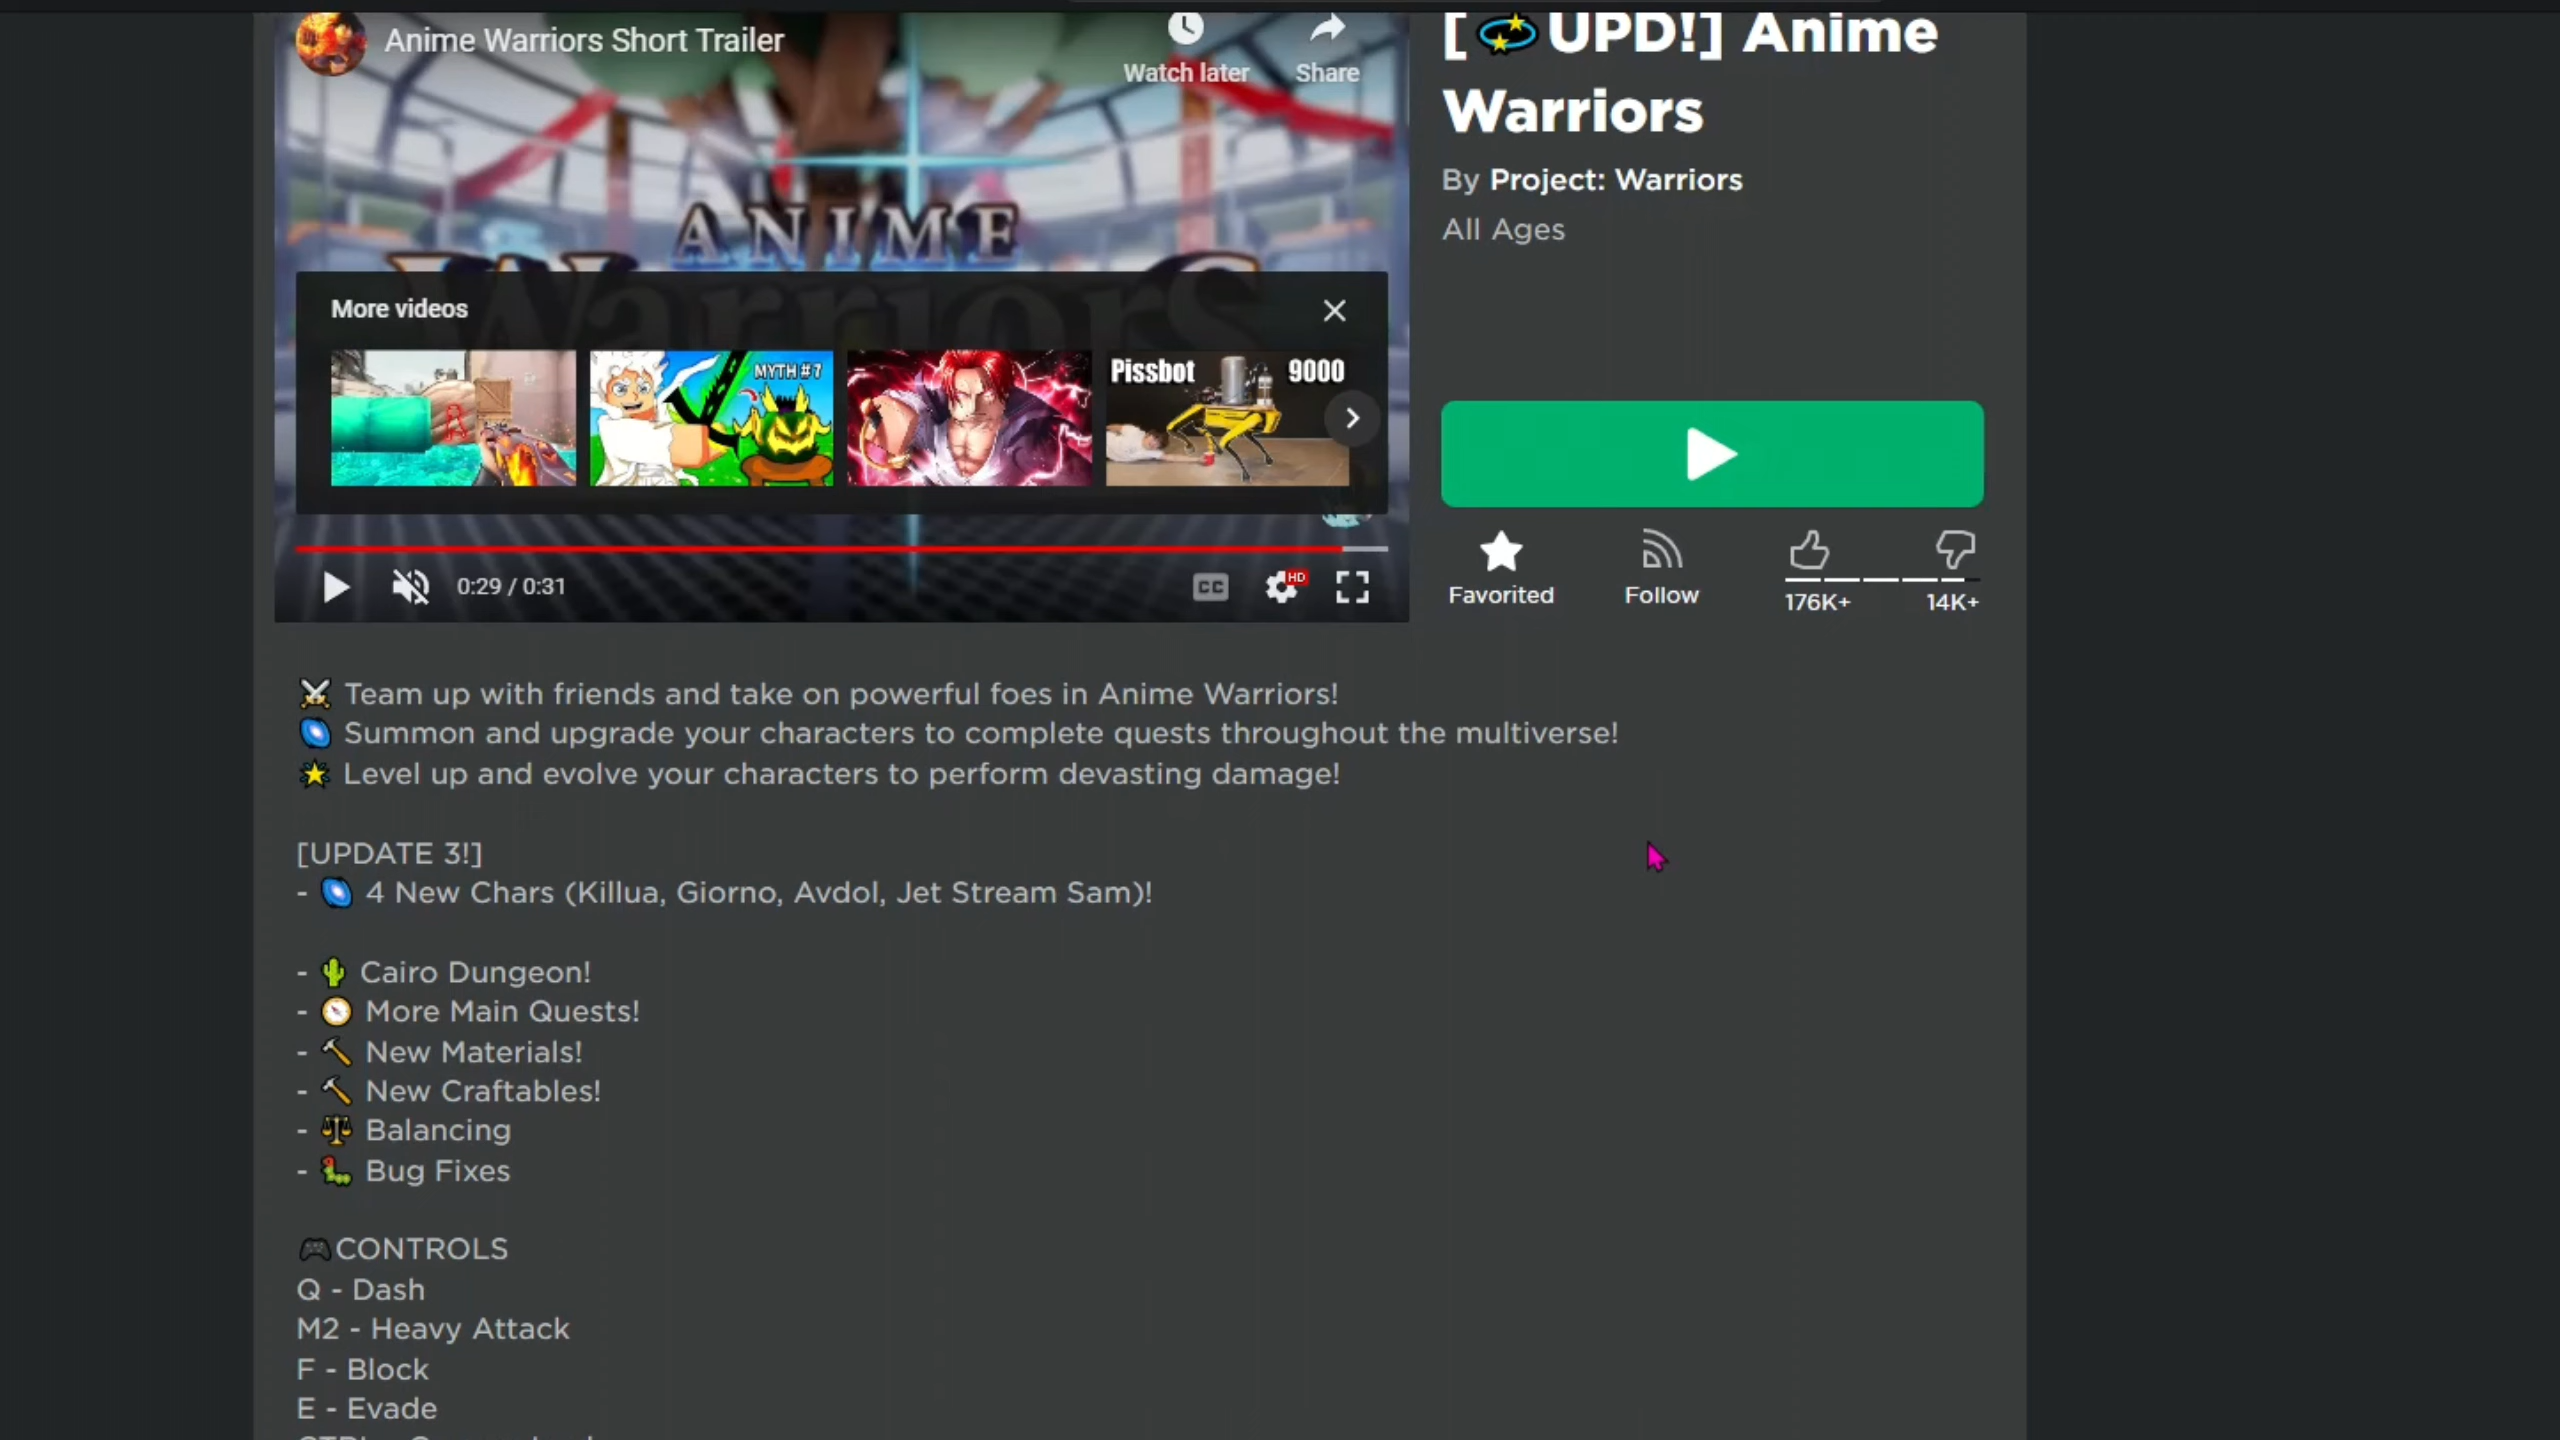 Anime Warriors Short Trailer
Watch later
Share
ANIME
Warriors
More videos
MYTH #7
Pissbot 9000
0:29 / 0:31
CC
HD
[💫UPD!] Anime
Warriors
By Project: Warriors
All Ages
Favorited
Follow
176K+
14K+
⚔️ Team up with friends and take on powerful foes in Anime Warriors!
🌌 Summon and upgrade your characters to complete quests throughout the multiverse!
🌟 Level up and evolve your characters to perform devasting damage!
[UPDATE 3!]
- 🌌 4 New Chars (Killua, Giorno, Avdol, Jet Stream Sam)!
- 🌵 Cairo Dungeon!
- 🧭 More Main Quests!
- 🔨 New Materials!
- 🔨 New Craftables!
- ⚖️ Balancing
- 🐛 Bug Fixes
🎮CONTROLS
Q - Dash
M2 - Heavy Attack
F - Block
E - Evade